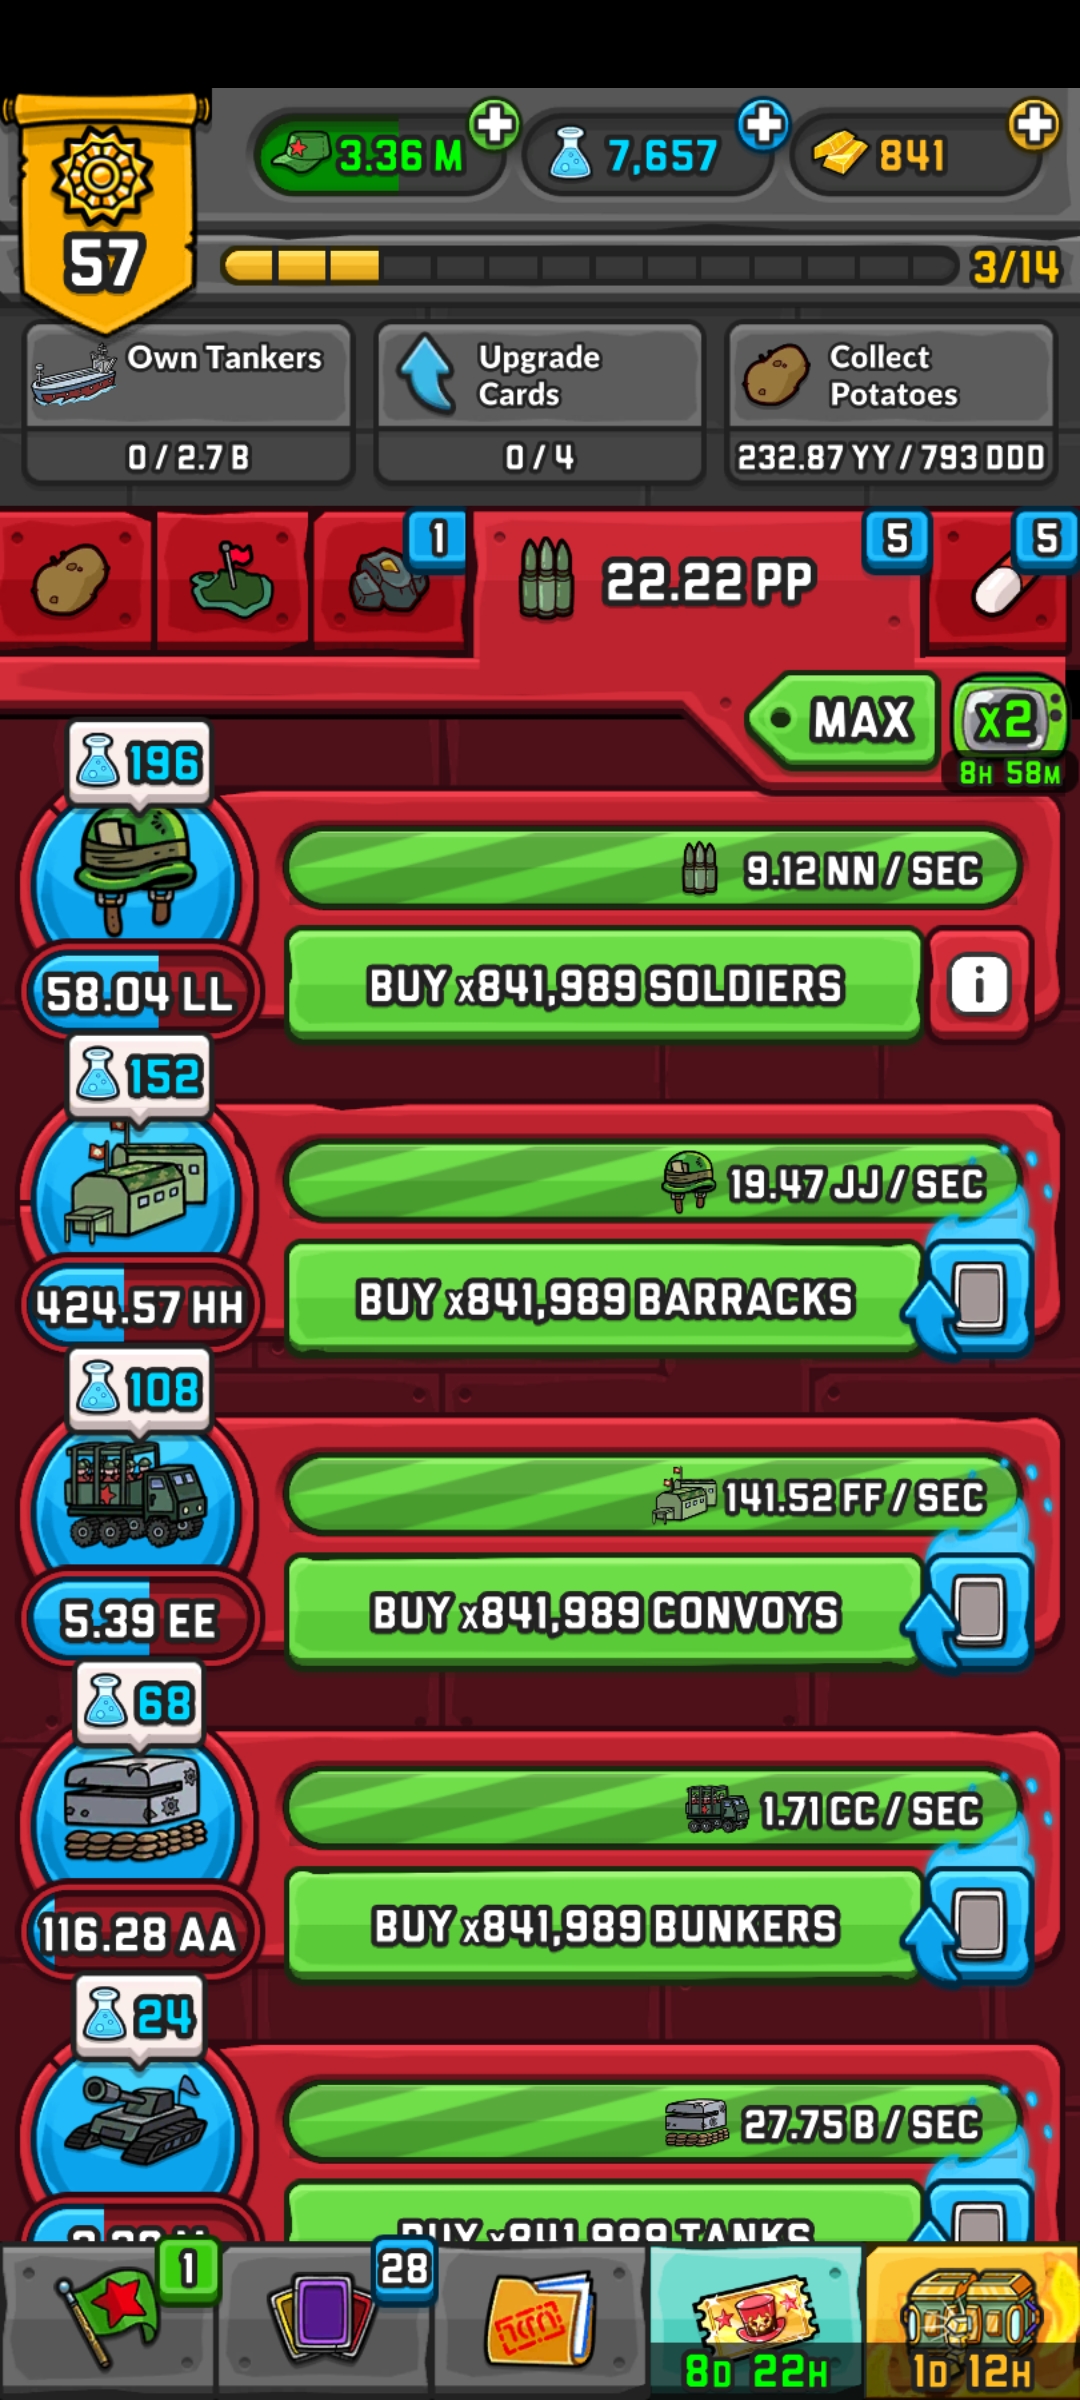 3.36 M
7,657
841
57
3/14
Own Tankers
0 / 2.7 B
Upgrade
Cards
0 / 4
Collect
Potatoes
232.87 YY / 793 DDD
1
22.22 PP
5
5
MAX
x2
8H 58M
196
9.12 NN / SEC
58.04 LL
BUY x841,989 SOLDIERS
i
152
19.47 JJ / SEC
424.57 HH
BUY x841,989 BARRACKS
108
141.52 FF / SEC
5.39 EE
BUY x841,989 CONVOYS
68
1.71 CC / SEC
116.28 AA
BUY x841,989 BUNKERS
24
27.75 B / SEC
BUY x841,989 TANKS
1
28
8D 22H
1D 12H